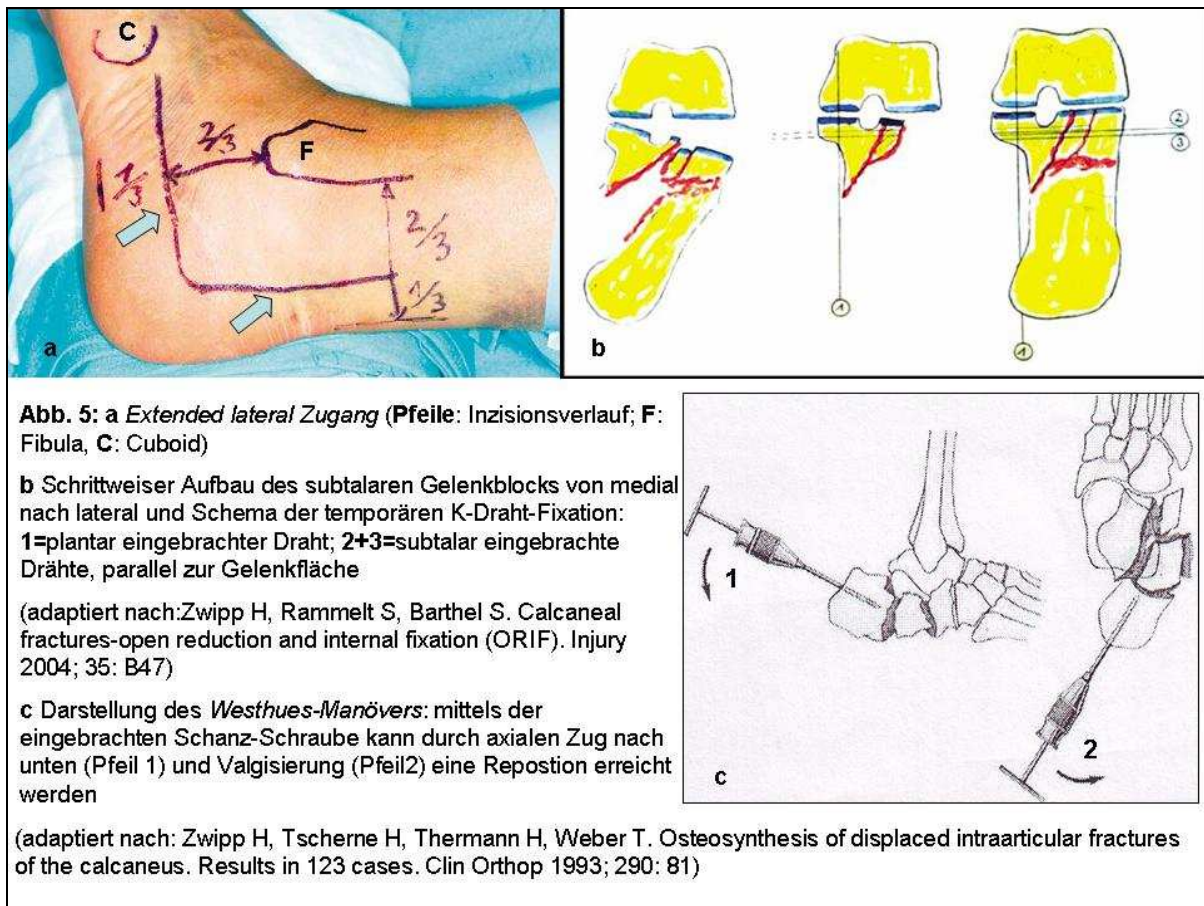 C
2/3
F
1/3
2/3
1/3
a
2
3
1
1
b
Abb. 5: a Extended lateral Zugang (Pfeile: Inzisionsverlauf; F:
Fibula, C: Cuboid)
b Schrittweiser Aufbau des subtalaren Gelenkblocks von medial
nach lateral und Schema der temporären K-Draht-Fixation:
1=plantar eingebrachter Draht; 2+3=subtalar eingebrachte
Drähte, parallel zur Gelenkfläche
(adaptiert nach:Zwipp H, Rammelt S, Barthel S. Calcaneal
fractures-open reduction and internal fixation (ORIF). Injury
2004; 35: B47)
c Darstellung des Westhues-Manövers: mittels der
eingebrachten Schanz-Schraube kann durch axialen Zug nach
unten (Pfeil 1) und Valgisierung (Pfeil2) eine Repostion erreicht
werden
1
2
c
(adaptiert nach: Zwipp H, Tscherne H, Thermann H, Weber T. Osteosynthesis of displaced intraarticular fractures
of the calcaneus. Results in 123 cases. Clin Orthop 1993; 290: 81)